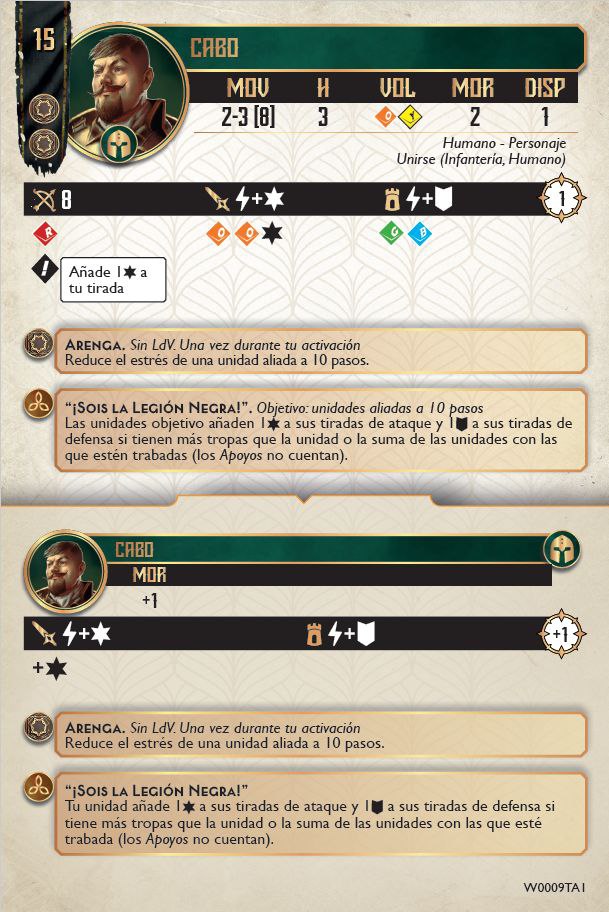 15
CABO
MOV H VOL MOR DISP
2-3 [8] 3 O Y 2 1
Humano - Personaje
Unirse (Infantería, Humano)
8 + + 1
R O O G B
! Añade 1 a
tu tirada
ARENGA. Sin LdV. Una vez durante tu activación
Reduce el estrés de una unidad aliada a 10 pasos.
“¡SOIS LA LEGIÓN NEGRA!”. Objetivo: unidades aliadas a 10 pasos
Las unidades objetivo añaden 1 a sus tiradas de ataque y 1 a sus tiradas de
defensa si tienen más tropas que la unidad o la suma de las unidades con las
que estén trabadas (los Apoyos no cuentan).
CABO
MOR
+1
+ + +1
+
ARENGA. Sin LdV. Una vez durante tu activación
Reduce el estrés de una unidad aliada a 10 pasos.
“¡SOIS LA LEGIÓN NEGRA!”
Tu unidad añade 1 a sus tiradas de ataque y 1 a sus tiradas de defensa si
tiene más tropas que la unidad o la suma de las unidades con las que esté
trabada (los Apoyos no cuentan).
W0009TA1